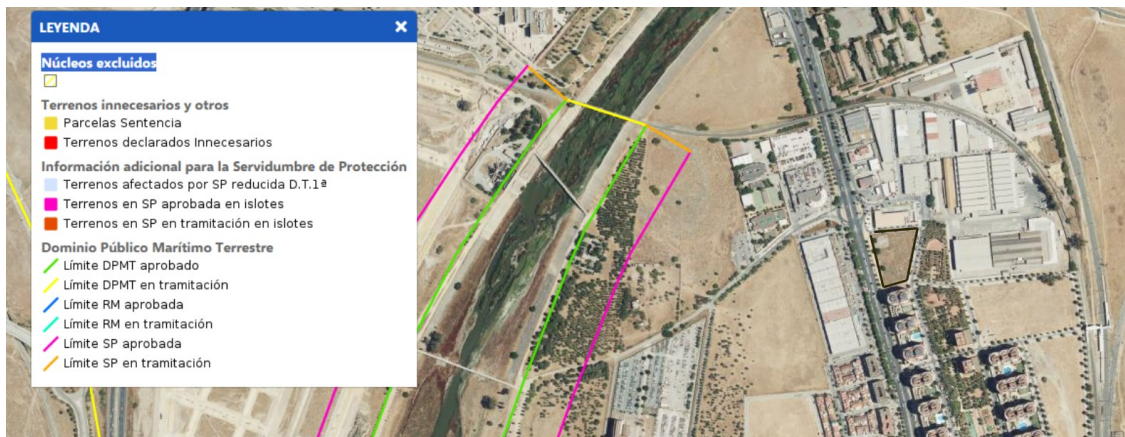 LEYENDA
Núcleos excluidos
Terrenos innecesarios y otros
Parcelas Sentencia
Terrenos declarados Innecesarios
Información adicional para la Servidumbre de Protección
Terrenos afectados por SP reducida D.T.1ª
Terrenos en SP aprobada en islotes
Terrenos en SP en tramitación en islotes
Dominio Público Marítimo Terrestre
Límite DPMT aprobado
Límite DPMT en tramitación
Límite RM aprobada
Límite RM en tramitación
Límite SP aprobada
Límite SP en tramitación